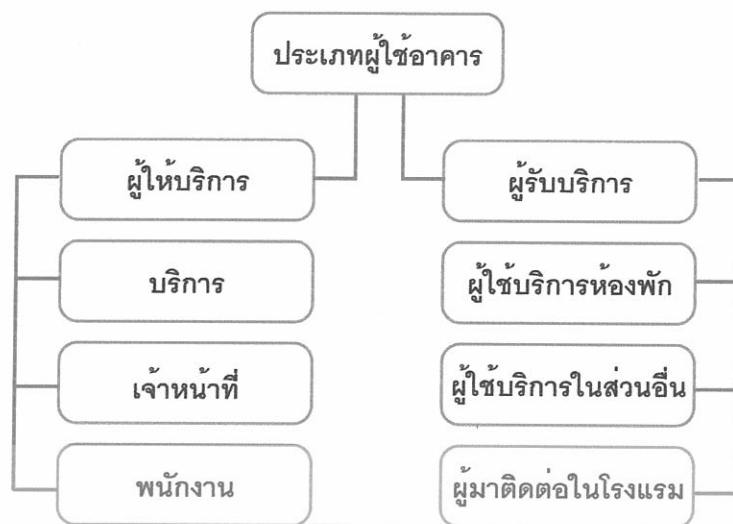 ประเภทผู้ใช้อาคาร
ผู้ให้บริการ
บริการ
เจ้าหน้าที่
พนักงาน
ผู้รับบริการ
ผู้ใช้บริการห้องพัก
ผู้ใช้บริการในส่วนอื่น
ผู้มาติดต่อในโรงแรม